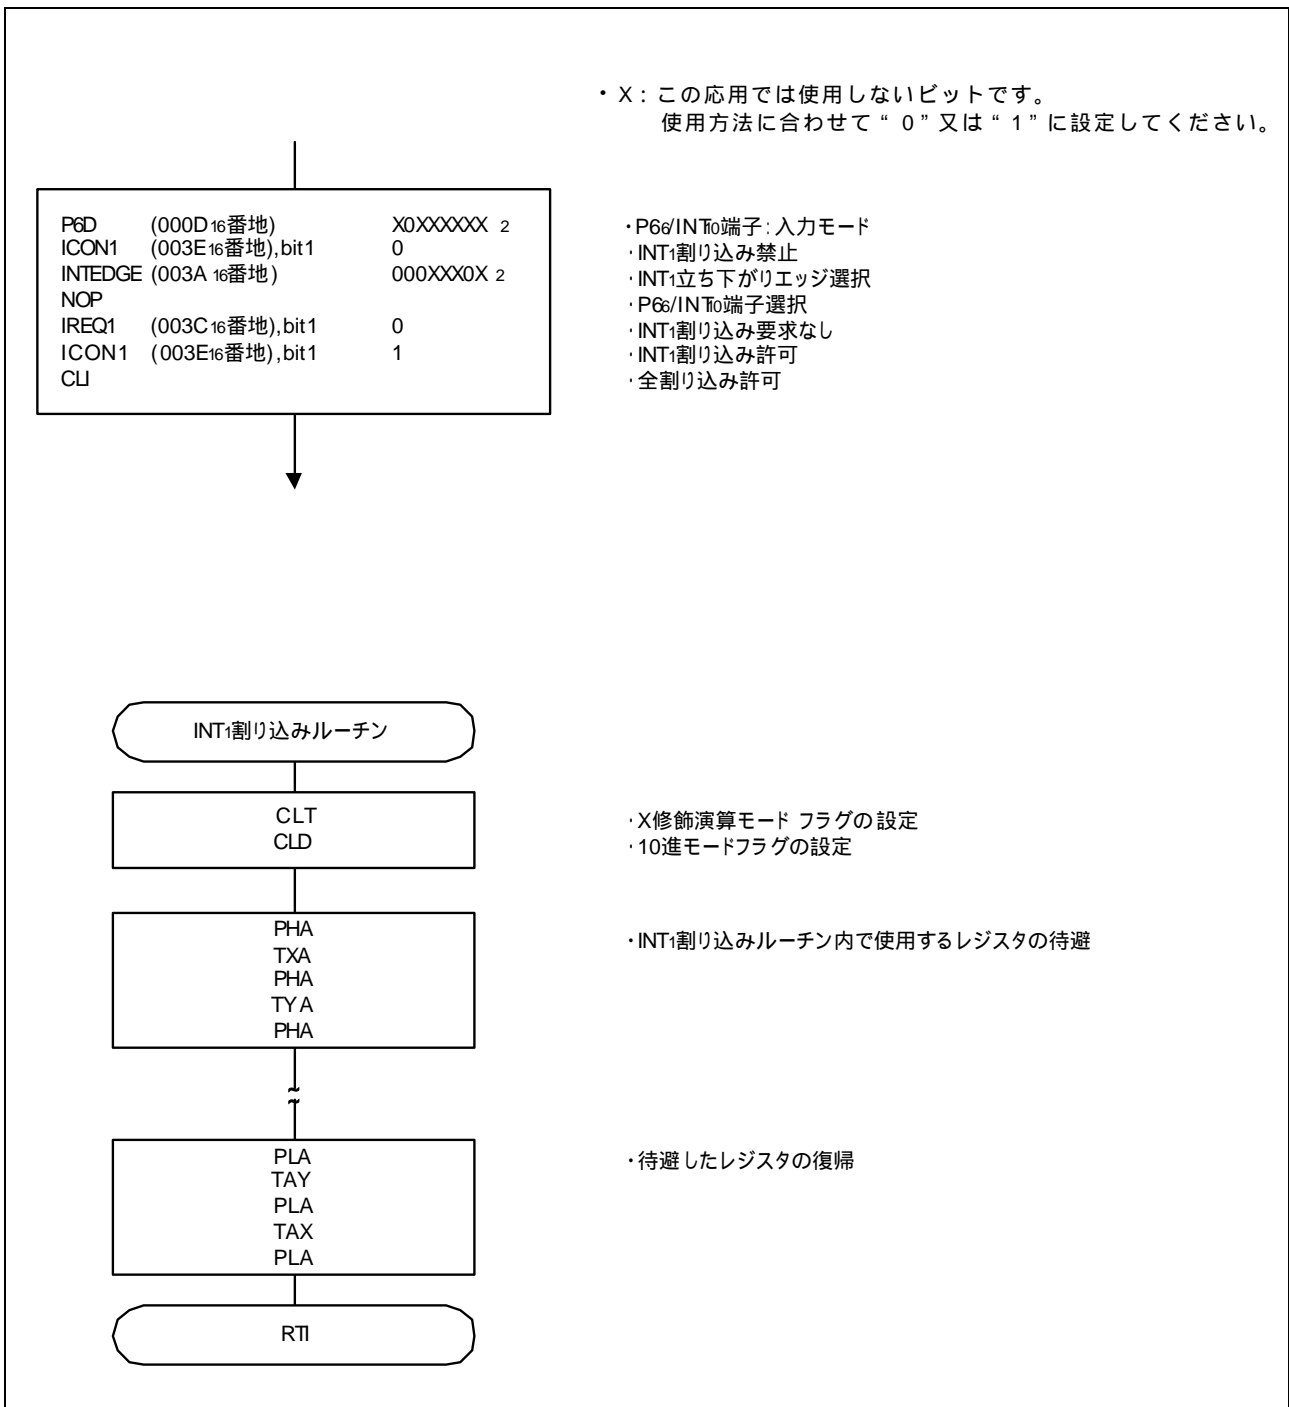 ・X：この応用では使用しないビットです。
使用方法に合わせて“0”又は“1”に設定してください。
P6D (000D16番地) X0XXXXXX 2
ICON1 (003E16番地),bit1 0
INTEDGE (003A 16番地) 000XXX0X 2
NOP
IREQ1 (003C16番地),bit1 0
ICON1 (003E16番地),bit1 1
CLI
・P66/INT10端子：入力モード
・INT1割り込み禁止
・INT1立ち下がりエッジ選択
・P66/INT10端子選択
・INT1割り込み要求なし
・INT1割り込み許可
・全割り込み許可
INT1割り込みルーチン
CLT
CLD
・X修飾演算モード フラグの設定
・10進モードフラグの設定
PHA
TXA
PHA
TYA
PHA
・INT1割り込みルーチン内で使用するレジスタの待避
PLA
TAY
PLA
TAX
PLA
・待避したレジスタの復帰
RTI